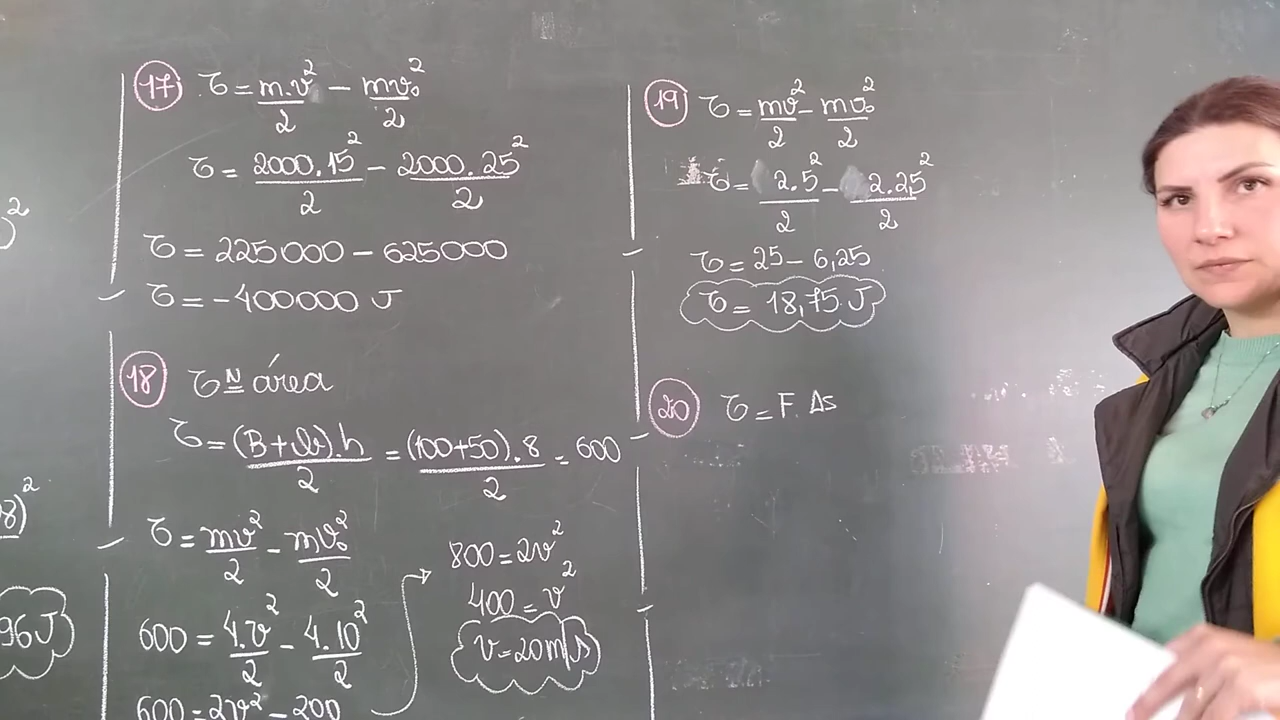 )²
8)²
96 J
17) ℭ = m.v²/2 - mv₀²/2
ℭ = 2000.15²/2 - 2000.25²/2
ℭ = 225000 - 625000
ℭ = -400000 J
18) ℭ N= área
ℭ = (B+b).h/2 = (100+50).8/2 = 600
ℭ = mv²/2 - mv₀²/2
600 = 4.v²/2 - 4.10²/2
600 = 2v² - 200
800 = 2v²
400 = v²
v = 20 m/s
19) ℭ = mv²/2 - mv₀²/2
ℭ = 2.5²/2 - 2.25²/2
ℭ = 25 - 6,25
ℭ = 18,75 J
20) ℭ = F. Δs